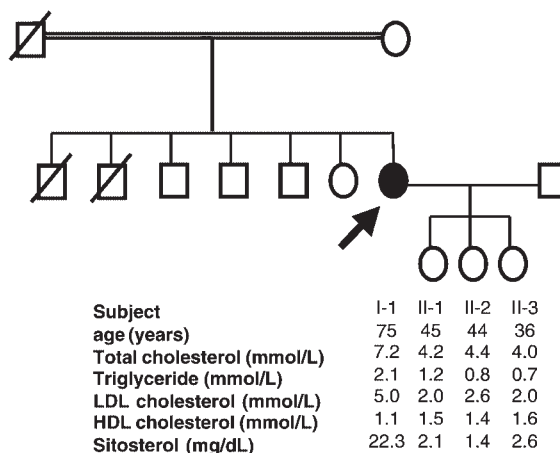 Subject I-1 II-1 II-2 II-3
age (years) 75 45 44 36
Total cholesterol (mmol/L) 7.2 4.2 4.4 4.0
Triglyceride (mmol/L) 2.1 1.2 0.8 0.7
LDL cholesterol (mmol/L) 5.0 2.0 2.6 2.0
HDL cholesterol (mmol/L) 1.1 1.5 1.4 1.6
Sitosterol (mg/dL) 22.3 2.1 1.4 2.6